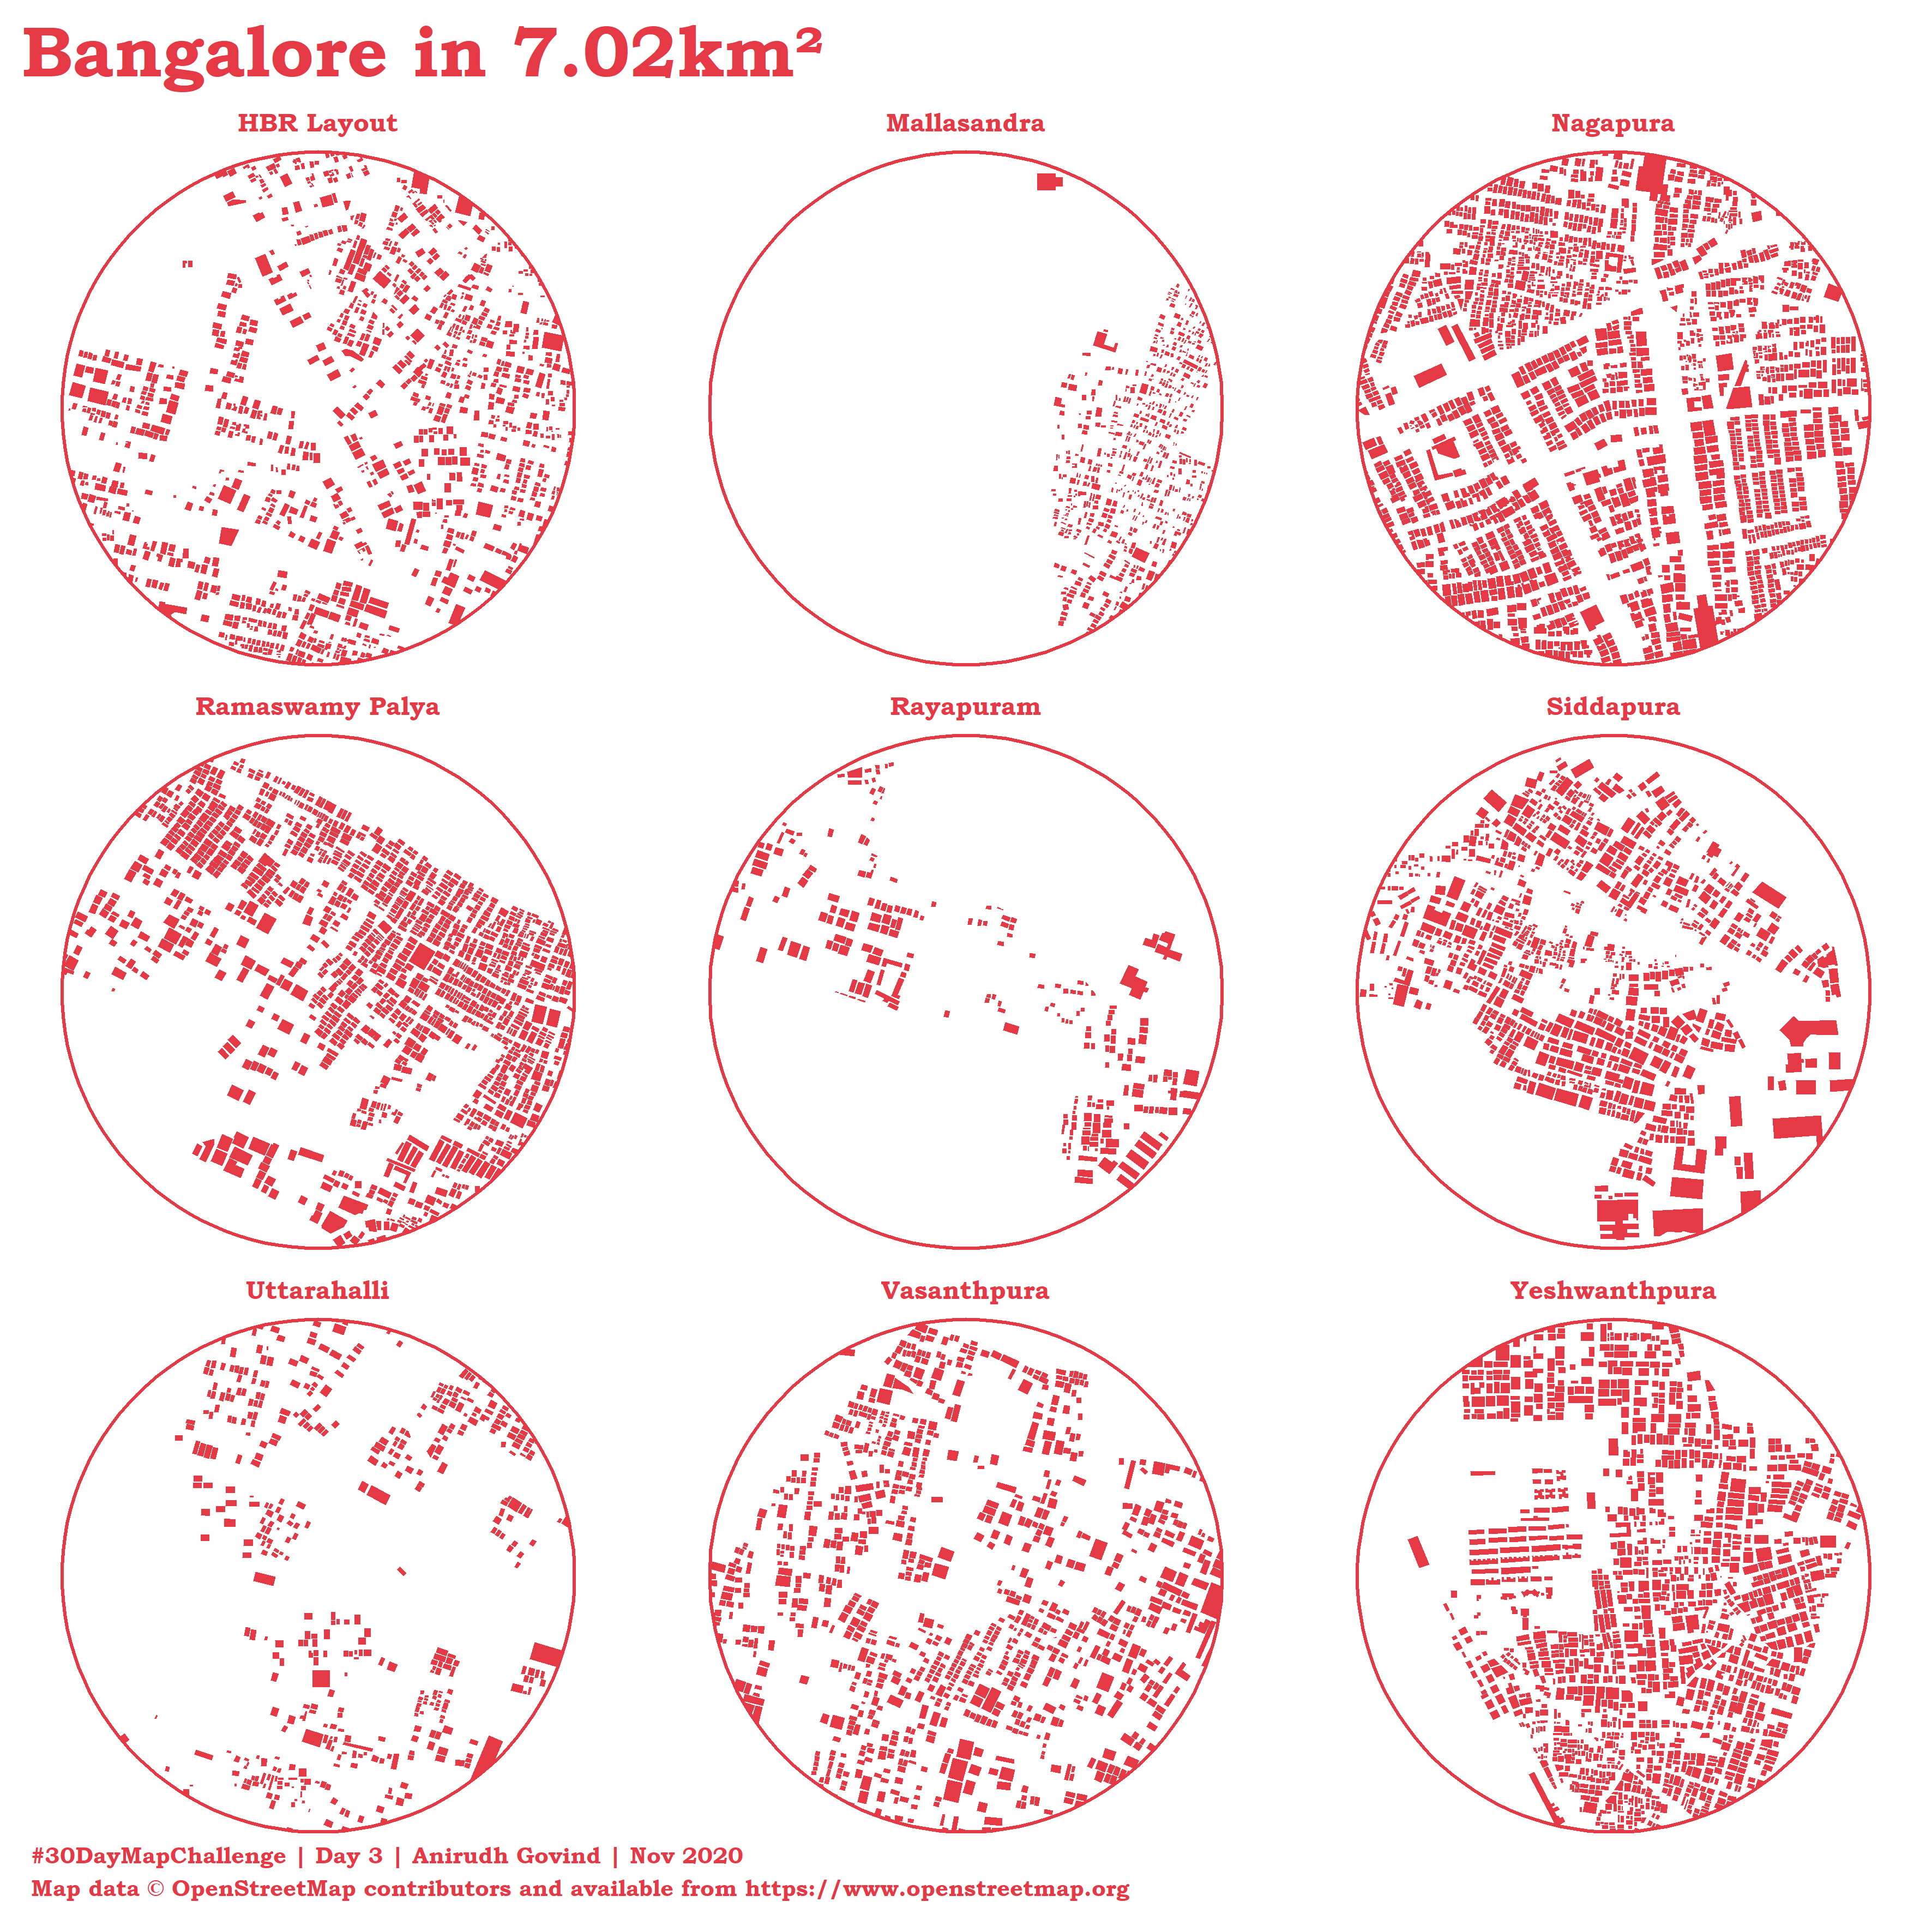 Bangalore in 7.02km²
HBR Layout
Mallasandra
Nagapura
Ramaswamy Palya
Rayapuram
Siddapura
Uttarahalli
Vasanthpura
Yeshwanthpura
#30DayMapChallenge | Day 3 | Anirudh Govind | Nov 2020
Map data © OpenStreetMap contributors and available from https://www.openstreetmap.org